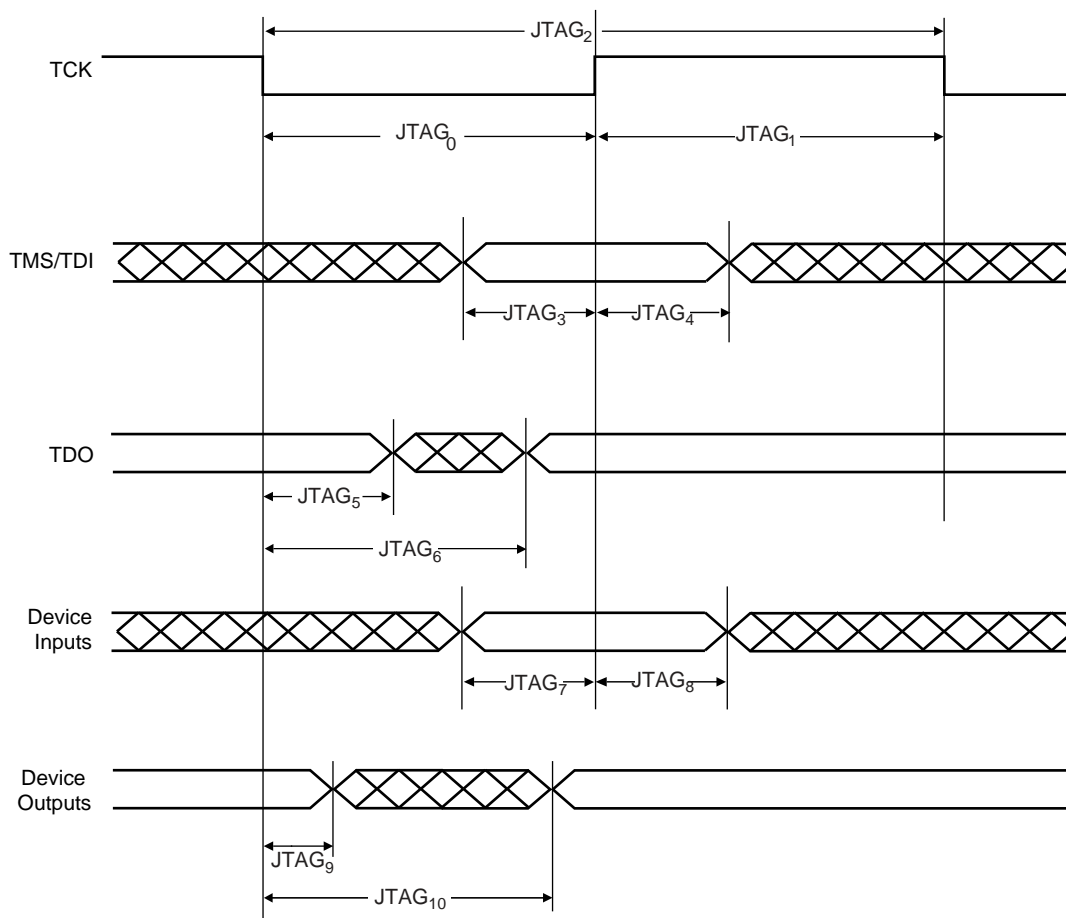 JTAG₂
TCK
JTAG₀
JTAG₁
TMS/TDI
JTAG₃
JTAG₄
TDO
JTAG₅
JTAG₆
Device
Inputs
JTAG₇
JTAG₈
Device
Outputs
JTAG₉
JTAG₁₀